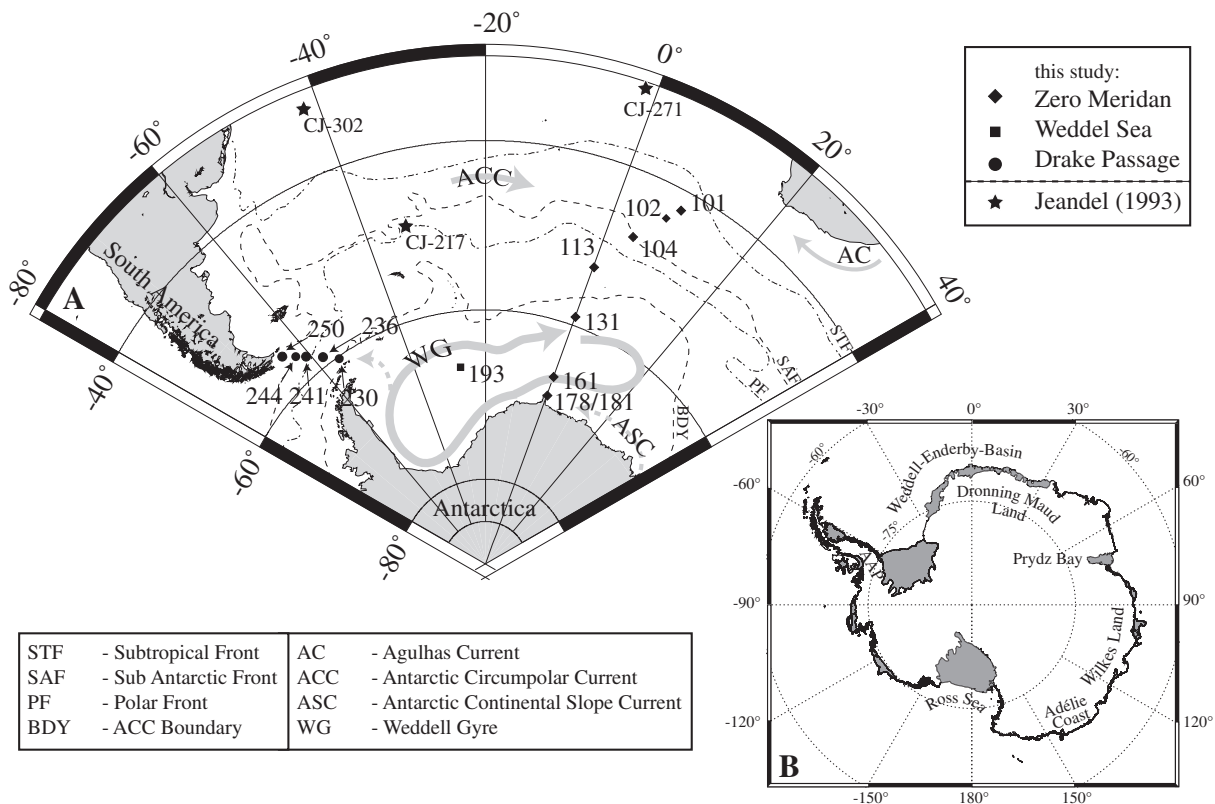 -20°
-40°
0°
-60°
20°
-80°
40°
-40°
-60°
-80°
CJ-302
CJ-271
ACC
CJ-217
102
101
104
113
AC
South America
A
131
STF
SAF
PF
BDY
250
236
WG
193
161
178/181
244
241
230
ASC
Antarctica
this study:
Zero Meridan
Weddel Sea
Drake Passage
Jeandel (1993)
STF - Subtropical Front
SAF - Sub Antarctic Front
PF - Polar Front
BDY - ACC Boundary
AC - Agulhas Current
ACC - Antarctic Circumpolar Current
ASC - Antarctic Continental Slope Current
WG - Weddell Gyre
-30°
0°
30°
-60°
-60°
-60°
60°
Weddell-Enderby-Basin
Dronning Maud
Land
-75°
AAP
Prydz Bay
-90°
90°
Wilkes Land
Ross Sea
Adélie
Coast
-120°
120°
B
-150°
180°
150°